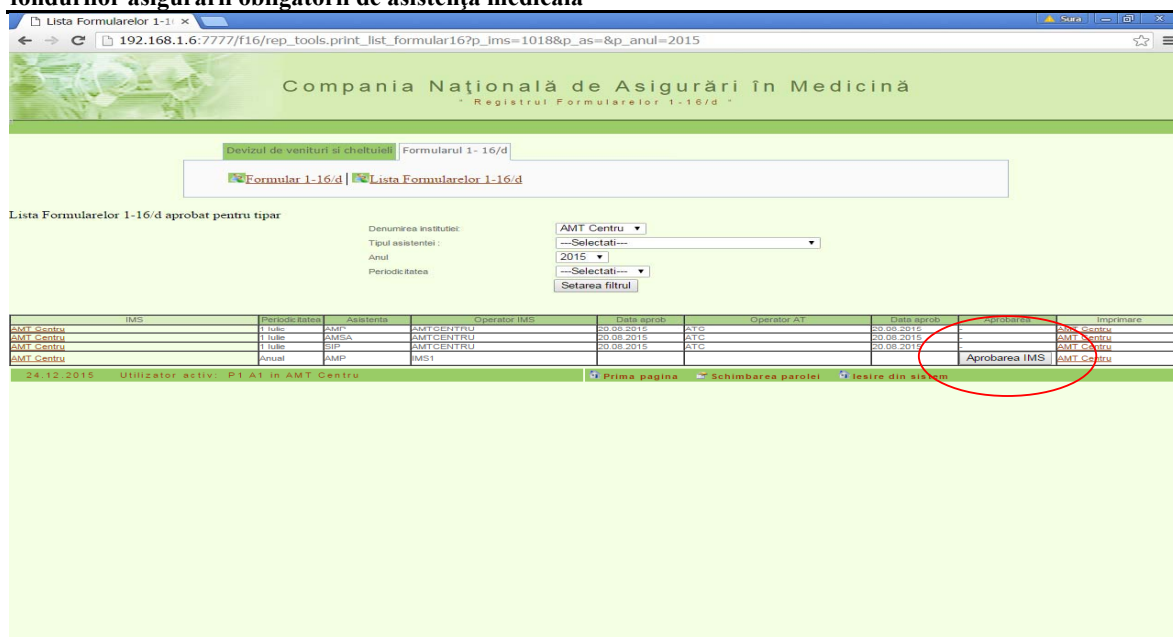 fondurilor asigurării obligatorii de asistență medicală
Lista Formularelor 1-1
Sura
192.168.1.6:7777/f16/rep_tools.print_list_formular16?p_ims=1018&p_as=&p_anul=2015
Compania Națională de Asigurări în Medicină
" Registrul Formularelor 1-16/d "
Devizul de venituri si cheltuieli Formularul 1- 16/d
Formular 1-16/d | Lista Formularelor 1-16/d
Lista Formularelor 1-16/d aprobat pentru tipar
Denumirea institutiei: AMT Centru
Tipul asistentei : ---Selectati---
Anul 2015
Periodicitatea ---Selectati---
Setarea filtrul
IMS Periodicitatea Asistenta Operator IMS Data aprob Operator AT Data aprob Aprobarea Imprimare
AMT Centru 1 Iulie AMP AMTCENTRU 20.08.2015 ATC 20.08.2015 - AMT Centru
AMT Centru 1 Iulie AMSA AMTCENTRU 20.08.2015 ATC 20.08.2015 - AMT Centru
AMT Centru 1 Iulie SIP AMTCENTRU 20.08.2015 ATC 20.08.2015 - AMT Centru
AMT Centru Anual AMP IMS1 Aprobarea IMS AMT Centru
24.12.2015 Utilizator activ: P1 A1 in AMT Centru Prima pagina Schimbarea parolei Iesire din sistem